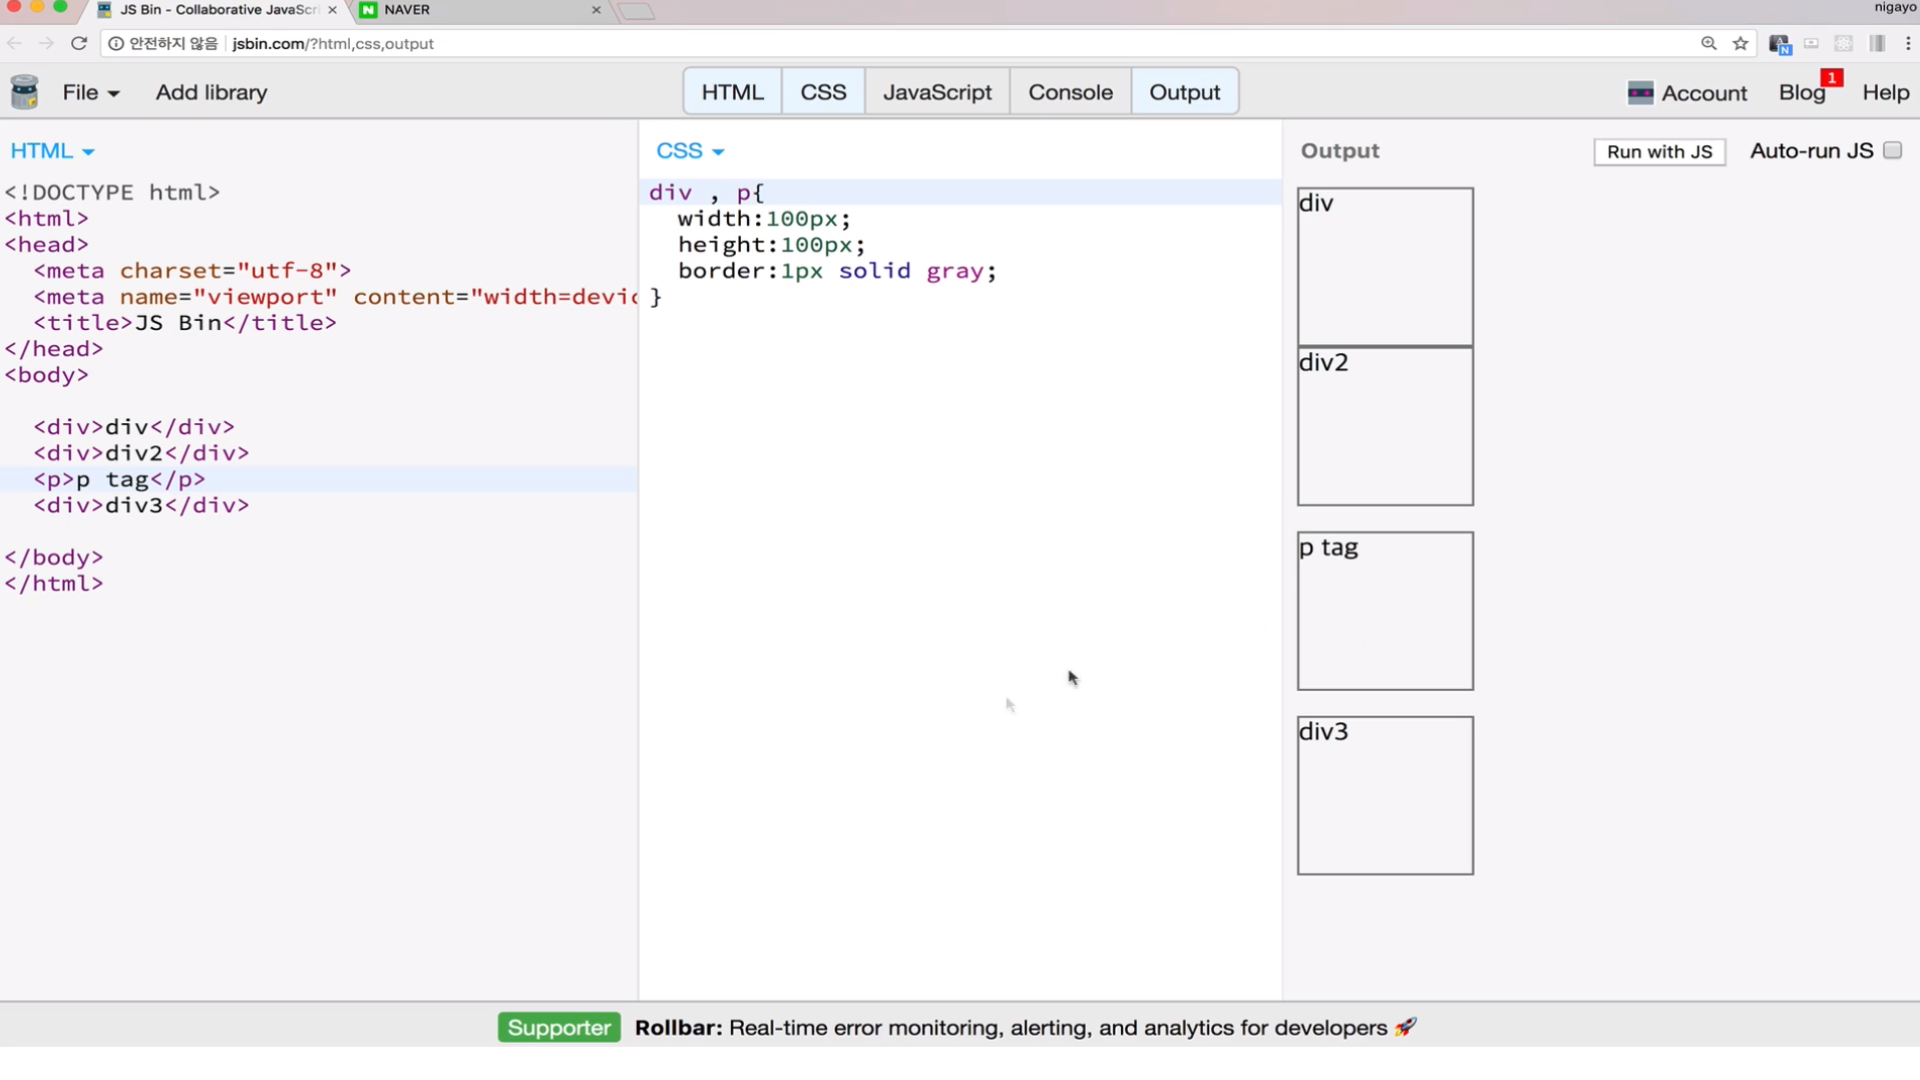 JS Bin - Collaborative JavaScri
NAVER
nigayo
안전하지 않음 jsbin.com/?html,css,output
File Add library HTML CSS JavaScript Console Output Account Blog 1 Help
HTML
<!DOCTYPE html>
<html>
<head>
<meta charset="utf-8">
<meta name="viewport" content="width=devic
<title>JS Bin</title>
</head>
<body>
<div>div</div>
<div>div2</div>
<p>p tag</p>
<div>div3</div>
</body>
</html>
CSS
div , p{
width:100px;
height:100px;
border:1px solid gray;
}
Output Run with JS Auto-run JS
div
div2
p tag
div3
Supporter Rollbar: Real-time error monitoring, alerting, and analytics for developers 🚀